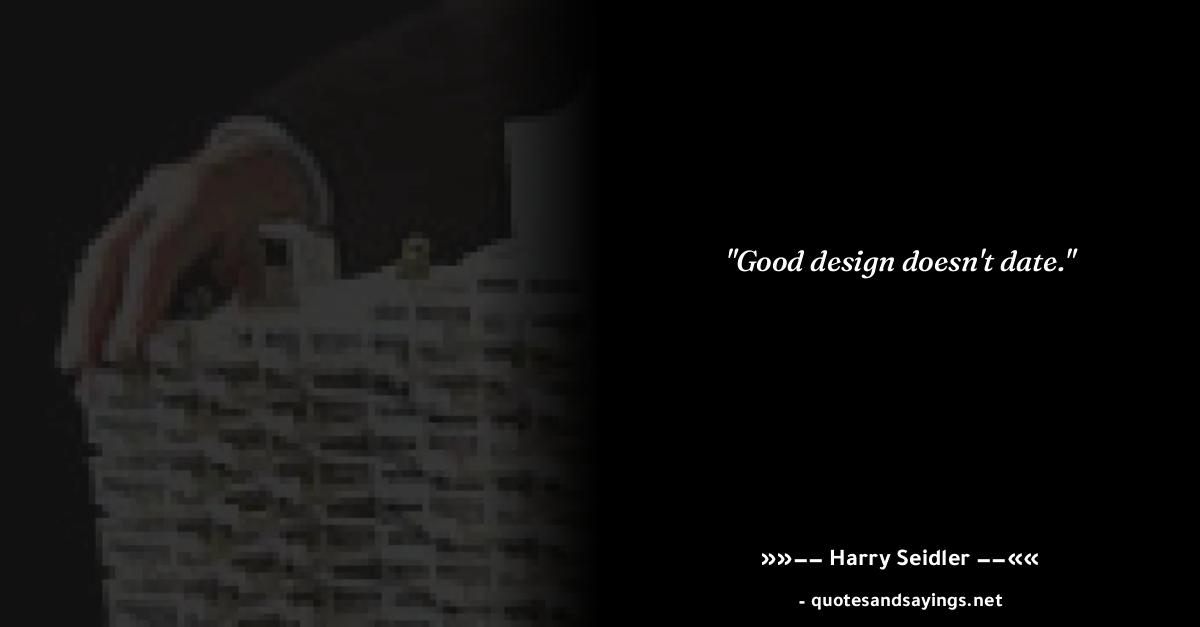 "Good design doesn't date."
»»–– Harry Seidler ––««
- quotesandsayings.net